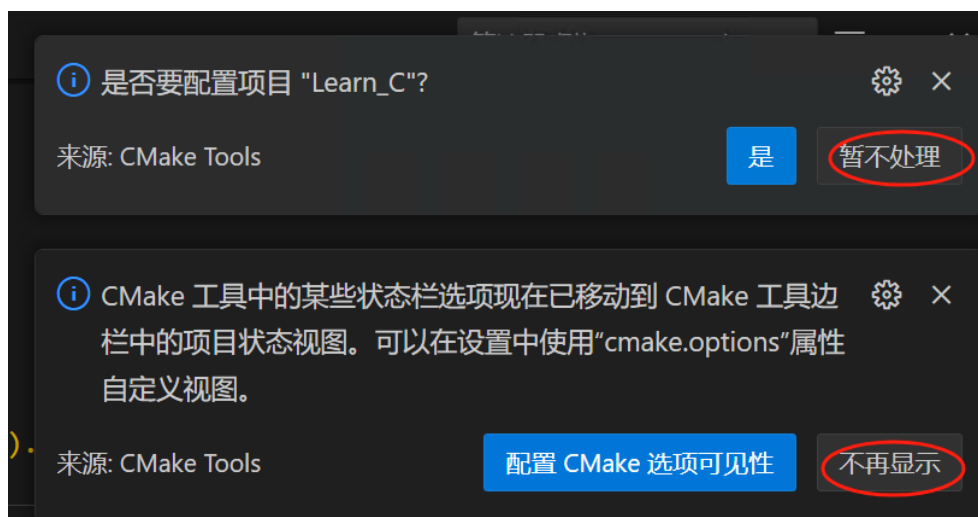 是否要配置项目 "Learn_C"?
来源: CMake Tools
是
暂不处理
CMake 工具中的某些状态栏选项现在已移动到 CMake 工具边
栏中的项目状态视图。可以在设置中使用“cmake.options”属性
自定义视图。
).
来源: CMake Tools
配置 CMake 选项可见性
不再显示